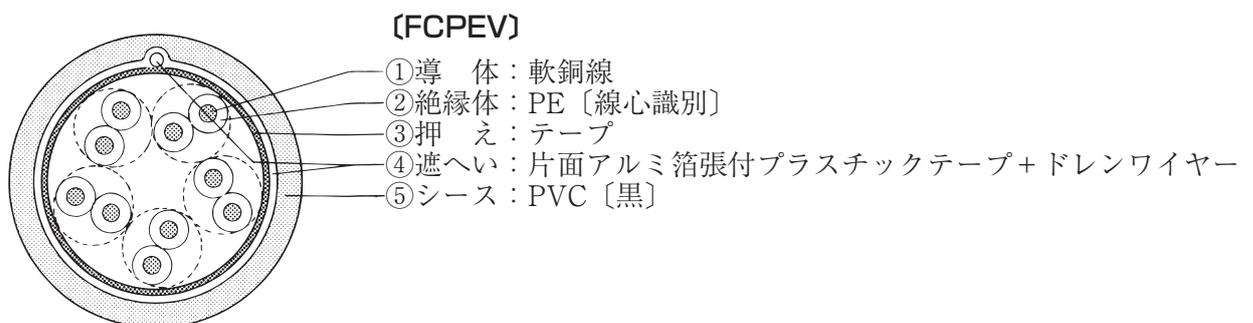 〔FCPEV〕
①導　体：軟銅線
②絶縁体：PE〔線心識別〕
③押　え：テープ
④遮へい：片面アルミ箔張付プラスチックテープ＋ドレンワイヤー
⑤シース：PVC〔黒〕